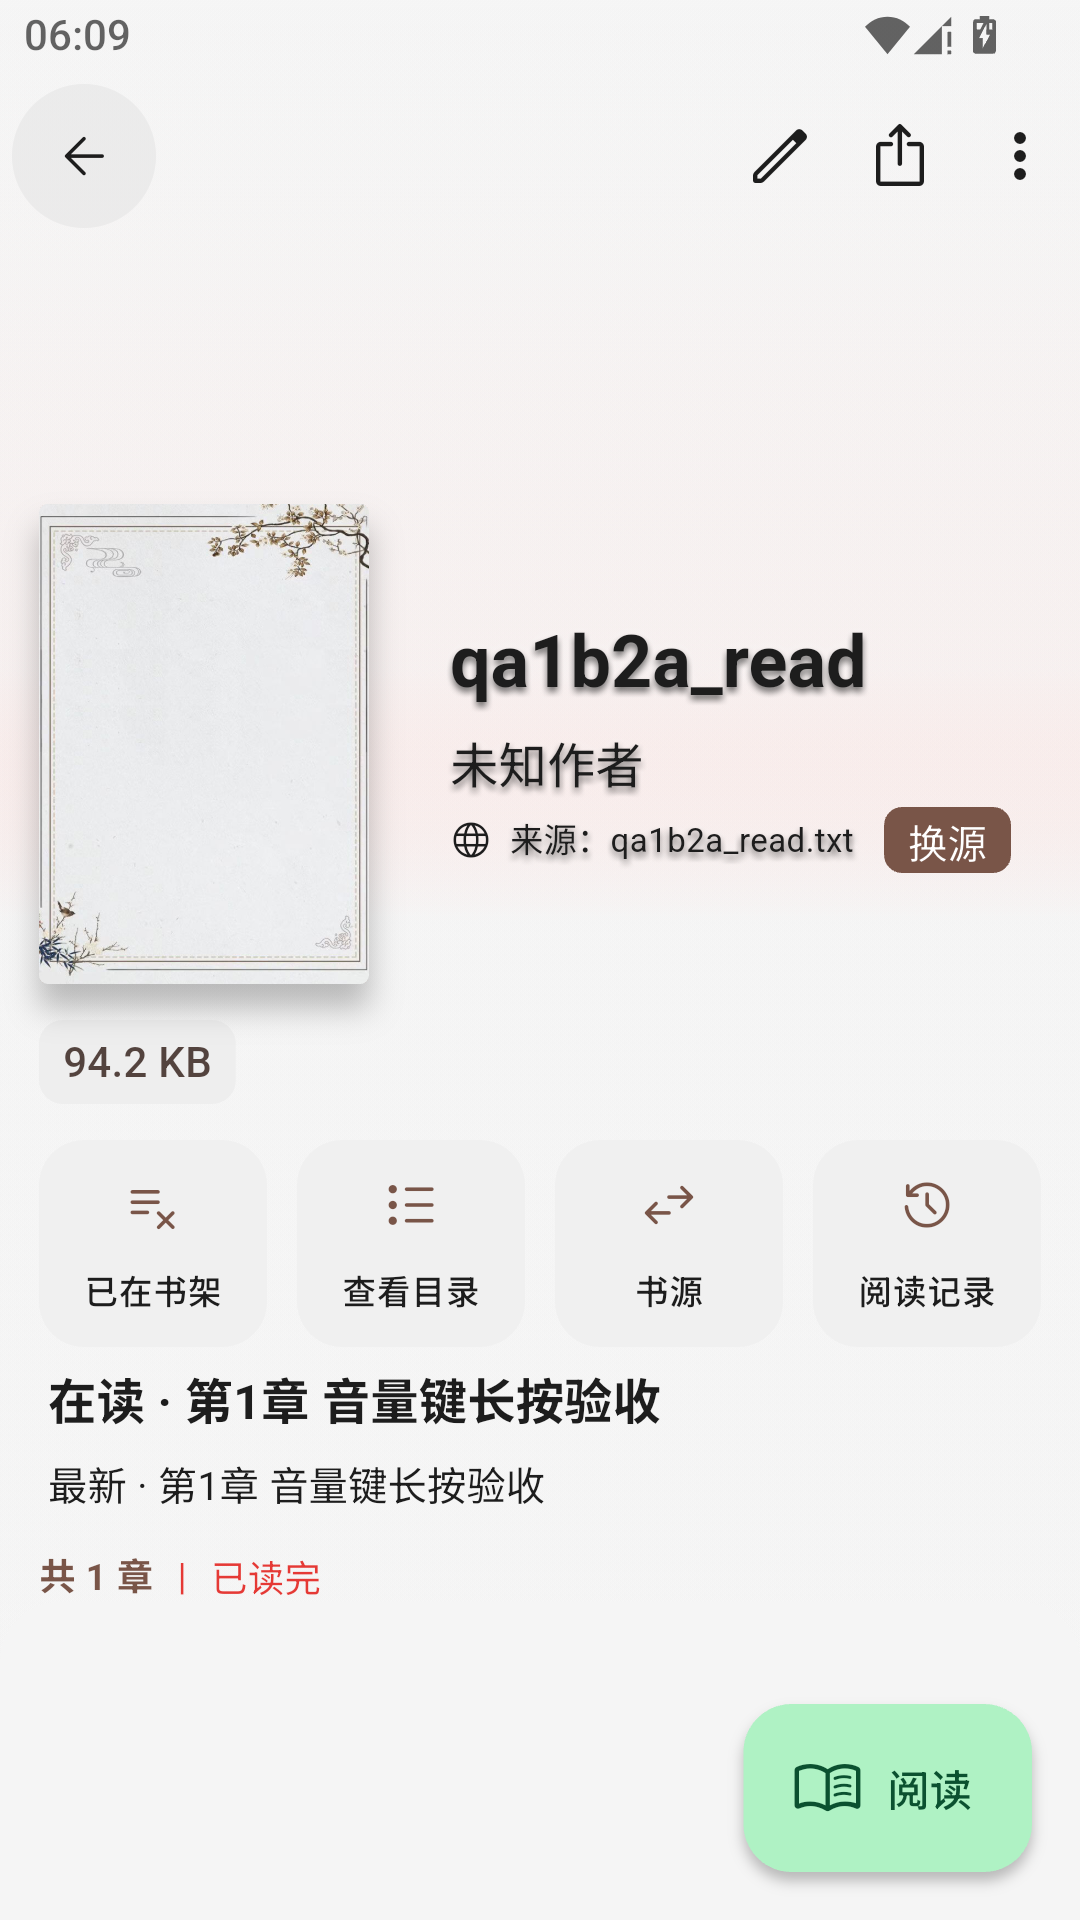 06:09
qa1b2a_read
未知作者
来源：qa1b2a_read.txt 换源
94.2 KB
已在书架 查看目录 书源 阅读记录
在读 · 第1章 音量键长按验收
最新 · 第1章 音量键长按验收
共 1 章 | 已读完
阅读